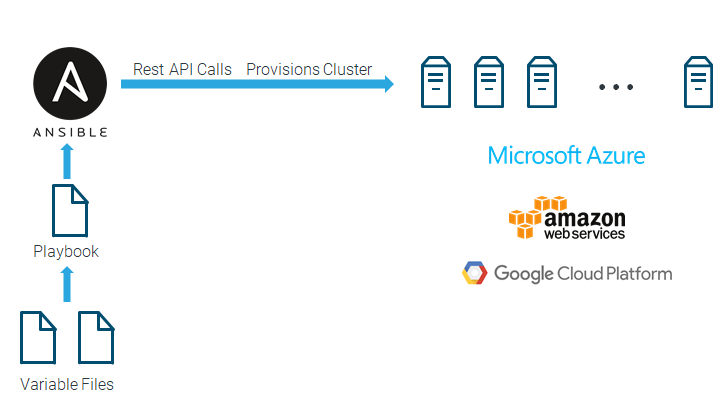 Rest API Calls Provisions Cluster
ANSIBLE
Microsoft Azure
Playbook
amazon
webservices
Google Cloud Platform
Variable Files